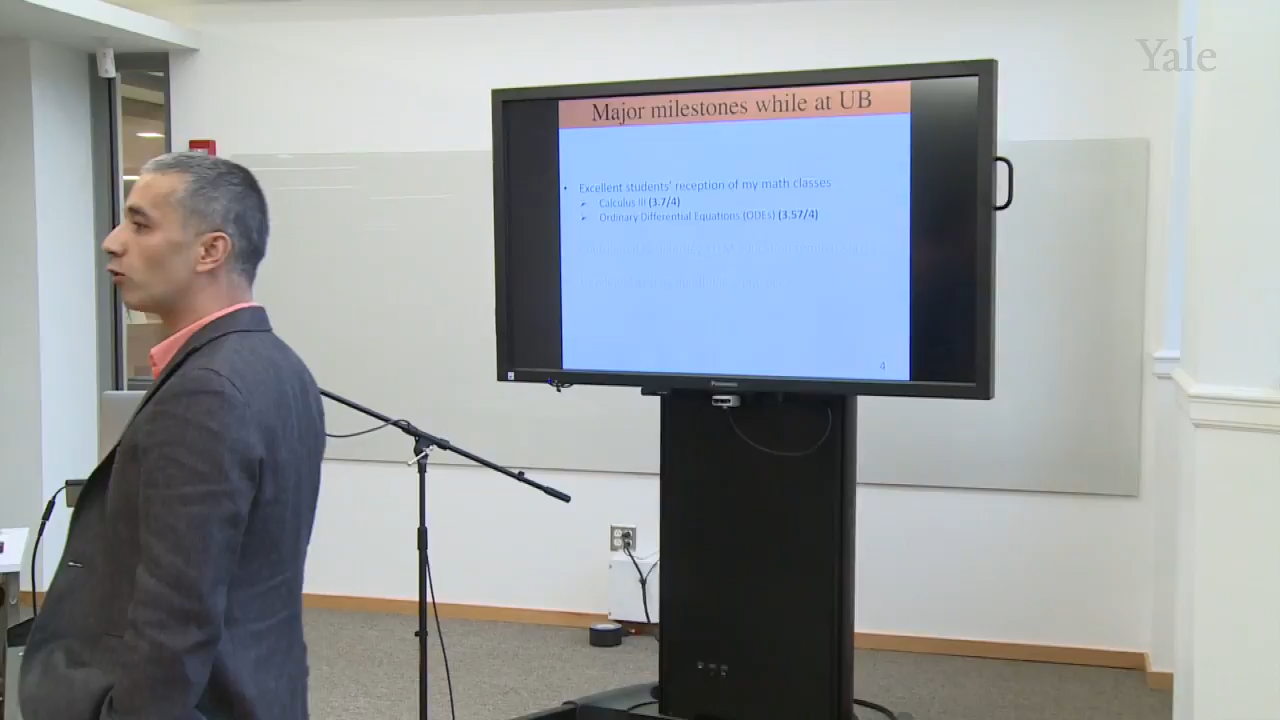 Yale
Major milestones while at UB
• Excellent students' reception of my math classes
➢ Calculus III (3.7/4)
➢ Ordinary Differential Equations (ODEs) (3.57/4)
4
Panasonic